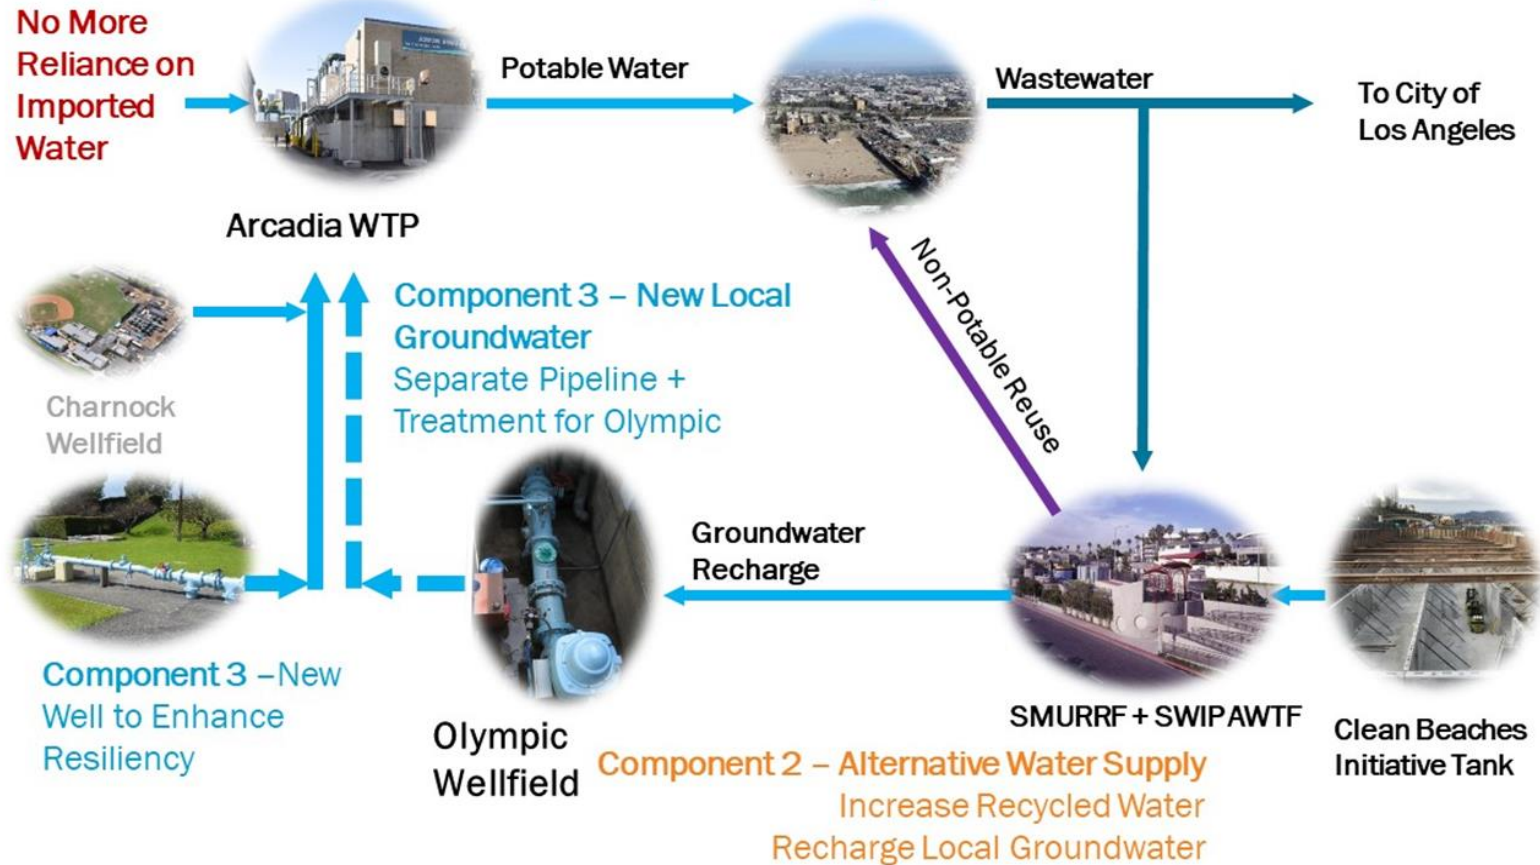 No More
Reliance on
Imported
Water
Potable Water
Wastewater
To City of
Los Angeles
Arcadia WTP
Component 3 – New Local
Groundwater
Separate Pipeline +
Treatment for Olympic
Non-Potable Reuse
Charnock
Wellfield
Groundwater
Recharge
Component 3 –New
Well to Enhance
Resiliency
Olympic
Wellfield
SMURRF + SWIP AWTF
Clean Beaches
Initiative Tank
Component 2 – Alternative Water Supply
Increase Recycled Water
Recharge Local Groundwater